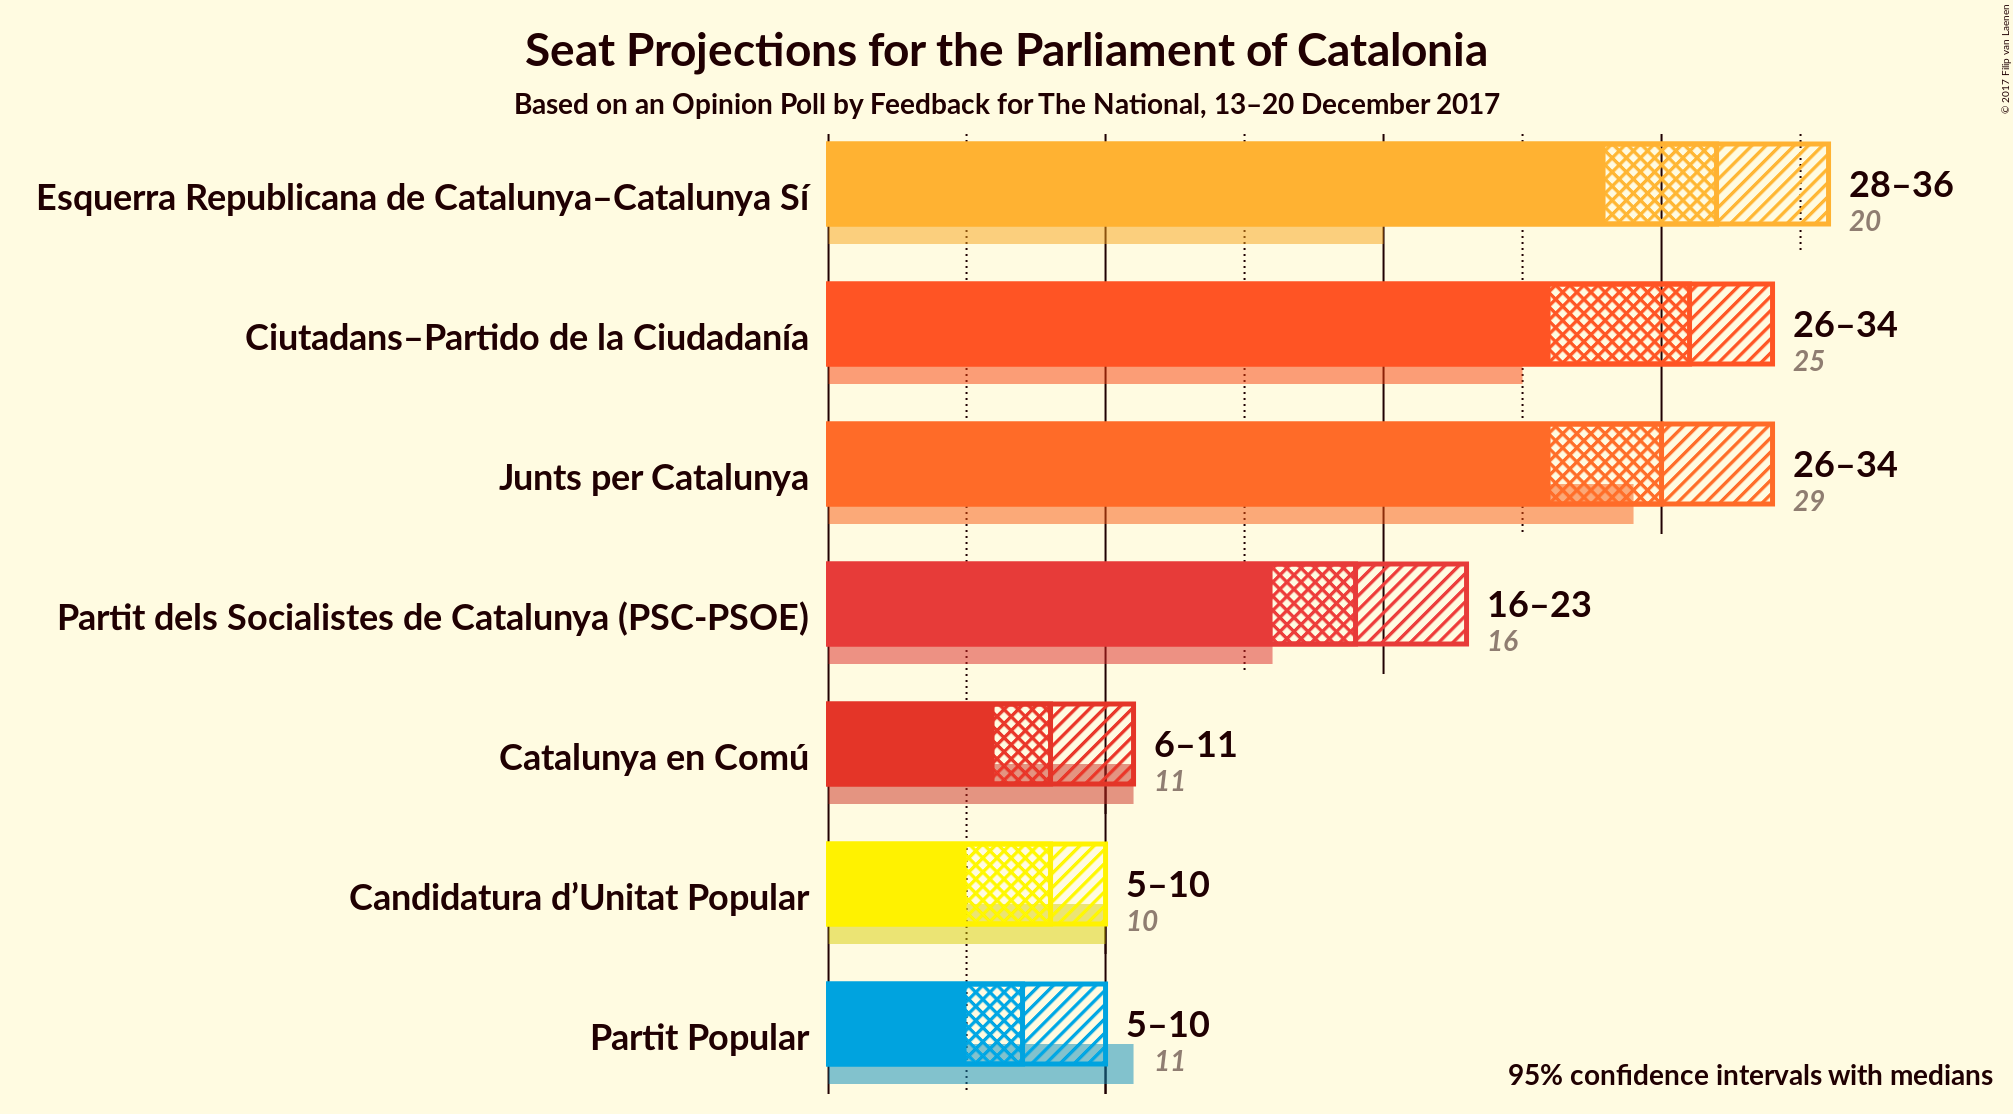 Seat Projections for the Parliament of Catalonia
Based on an Opinion Poll by Feedback for The National, 13–20 December 2017
© 2017 Filip van Laenen
Esquerra Republicana de Catalunya–Catalunya Sí
28–36
20
Ciutadans–Partido de la Ciudadanía
26–34
25
Junts per Catalunya
26–34
29
Partit dels Socialistes de Catalunya (PSC-PSOE)
16–23
16
Catalunya en Comú
6–11
11
Candidatura d’Unitat Popular
5–10
10
Partit Popular
5–10
11
95% confidence intervals with medians